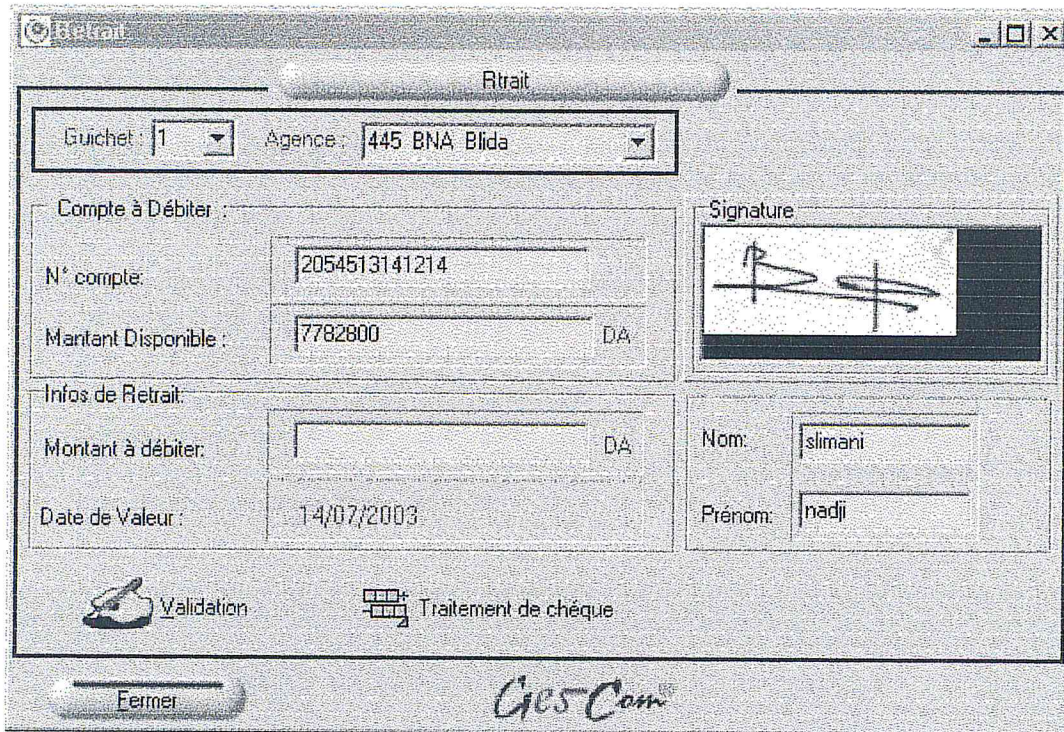 Retrait
Rtrait
Guichet : 1 Agence : 445 BNA Blida
Compte à Débiter :
N° compte: 2054513141214
Mantant Disponible : 7782800 DA
Signature
Infos de Retrait:
Montant à débiter: DA
Date de Valeur : 14/07/2003
Nom: slimani
Prénom: nadji
Validation
Traitement de chéque
Fermer
Ges Com